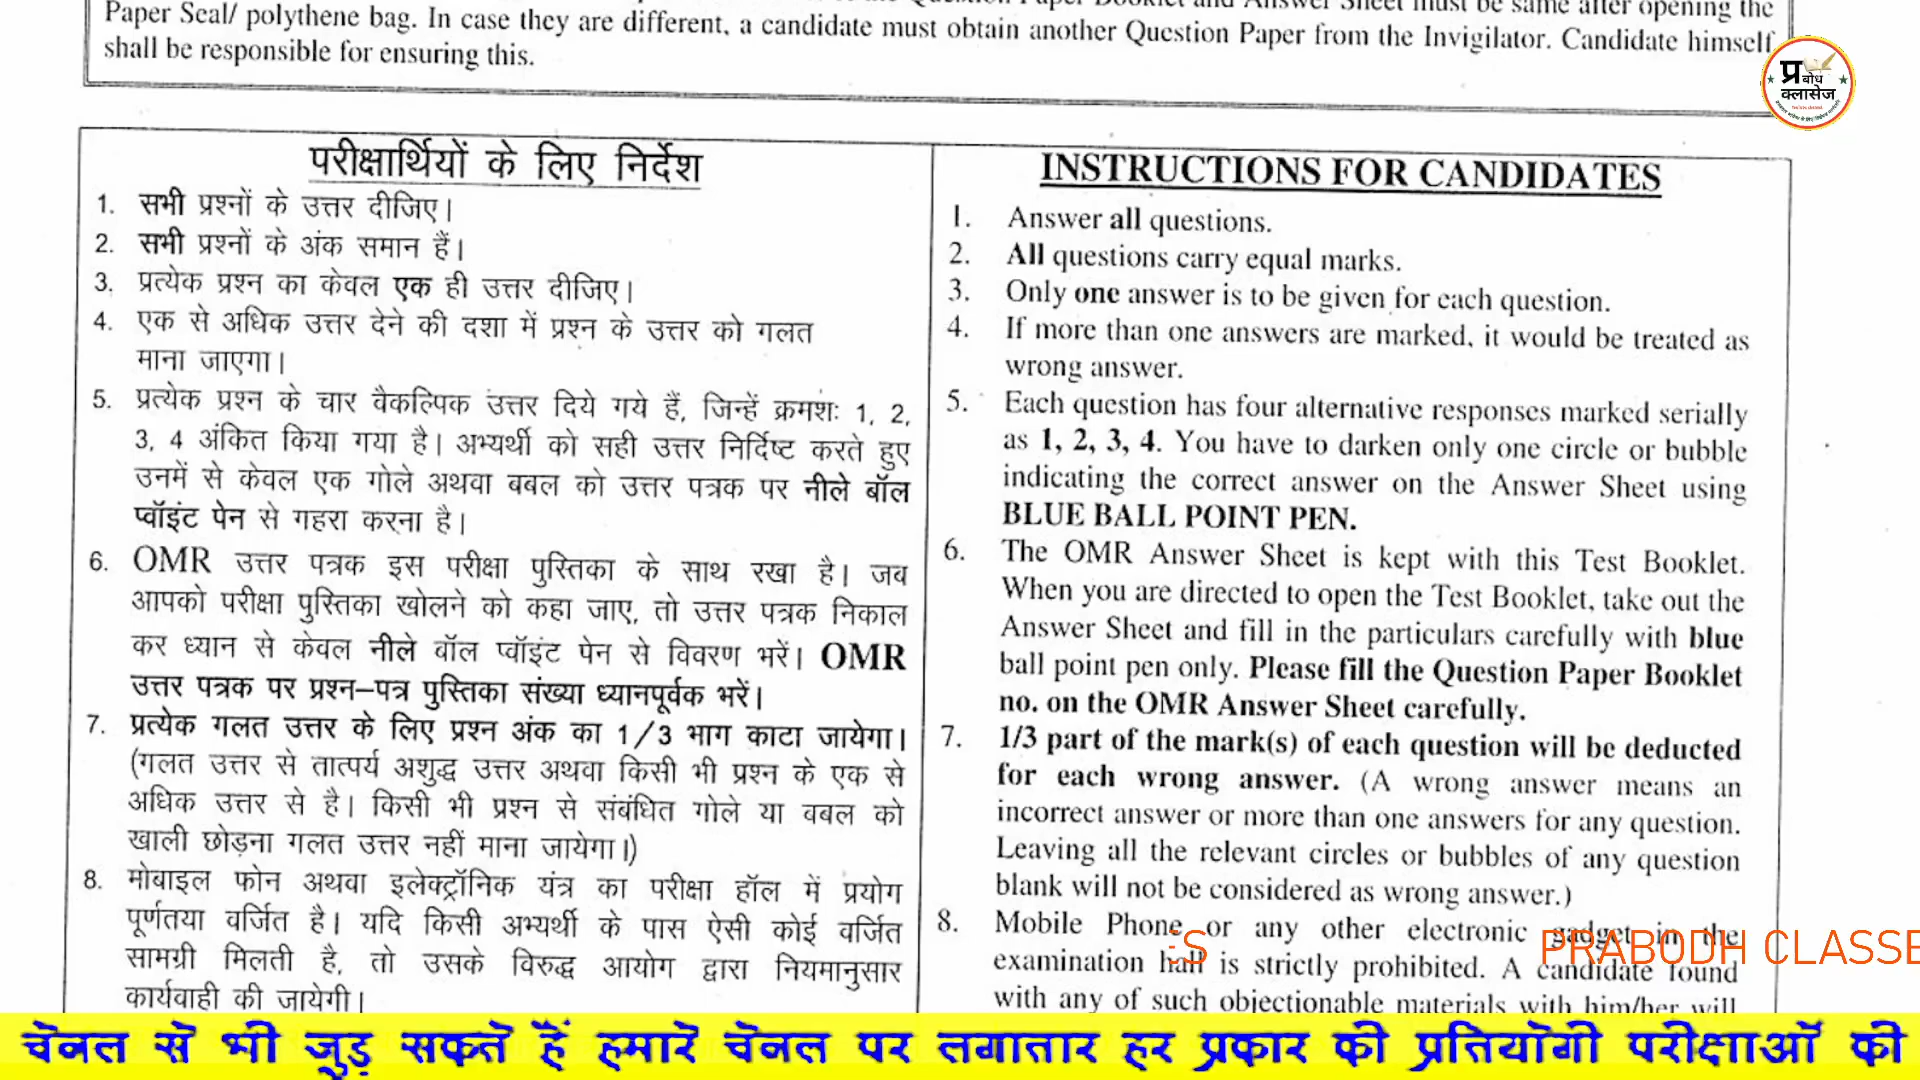 Paper Seal/ polythene bag. In case they are different, a candidate must obtain another Question Paper from the Invigilator. Candidate himself
shall be responsible for ensuring this.
प्रबोध
क्लासेज
परीक्षार्थियों के लिए निर्देश
1. सभी प्रश्नों के उत्तर दीजिए।
2. सभी प्रश्नों के अंक समान हैं।
3. प्रत्येक प्रश्न का केवल एक ही उत्तर दीजिए।
4. एक से अधिक उत्तर देने की दशा में प्रश्न के उत्तर को गलत
माना जाएगा।
5. प्रत्येक प्रश्न के चार वैकल्पिक उत्तर दिये गये हैं, जिन्हें क्रमशः 1, 2,
3, 4 अंकित किया गया है। अभ्यर्थी को सही उत्तर निर्दिष्ट करते हुए
उनमें से केवल एक गोले अथवा बबल को उत्तर पत्रक पर नीले बॉल
प्वॉइंट पेन से गहरा करना है।
6. OMR उत्तर पत्रक इस परीक्षा पुस्तिका के साथ रखा है। जब
आपको परीक्षा पुस्तिका खोलने को कहा जाए, तो उत्तर पत्रक निकाल
कर ध्यान से केवल नीले बॉल प्वॉइंट पेन से विवरण भरें। OMR
उत्तर पत्रक पर प्रश्न–पत्र पुस्तिका संख्या ध्यानपूर्वक भरें।
7. प्रत्येक गलत उत्तर के लिए प्रश्न अंक का 1/3 भाग काटा जायेगा।
(गलत उत्तर से तात्पर्य अशुद्ध उत्तर अथवा किसी भी प्रश्न के एक से
अधिक उत्तर से है। किसी भी प्रश्न से संबंधित गोले या बबल को
खाली छोड़ना गलत उत्तर नहीं माना जायेगा।)
8. मोबाइल फोन अथवा इलेक्ट्रॉनिक यंत्र का परीक्षा हॉल में प्रयोग
पूर्णतया वर्जित है। यदि किसी अभ्यर्थी के पास ऐसी कोई वर्जित
सामग्री मिलती है, तो उसके विरुद्ध आयोग द्वारा नियमानुसार
कार्यवाही की जायेगी।
INSTRUCTIONS FOR CANDIDATES
1. Answer all questions.
2. All questions carry equal marks.
3. Only one answer is to be given for each question.
4. If more than one answers are marked, it would be treated as
wrong answer.
5. Each question has four alternative responses marked serially
as 1, 2, 3, 4. You have to darken only one circle or bubble
indicating the correct answer on the Answer Sheet using
BLUE BALL POINT PEN.
6. The OMR Answer Sheet is kept with this Test Booklet.
When you are directed to open the Test Booklet, take out the
Answer Sheet and fill in the particulars carefully with blue
ball point pen only. Please fill the Question Paper Booklet
no. on the OMR Answer Sheet carefully.
7. 1/3 part of the mark(s) of each question will be deducted
for each wrong answer. (A wrong answer means an
incorrect answer or more than one answers for any question.
Leaving all the relevant circles or bubbles of any question
blank will not be considered as wrong answer.)
8. Mobile Phone or any other electronic gadget in the
examination hall is strictly prohibited. A candidate found
with any of such objectionable materials with him/her will
S PRABODH CLASSE
चेनल से भी जुड़ सकते हैं हमारे चेनल पर लगातार हर प्रकार की प्रतियोगी परीक्षाओं की